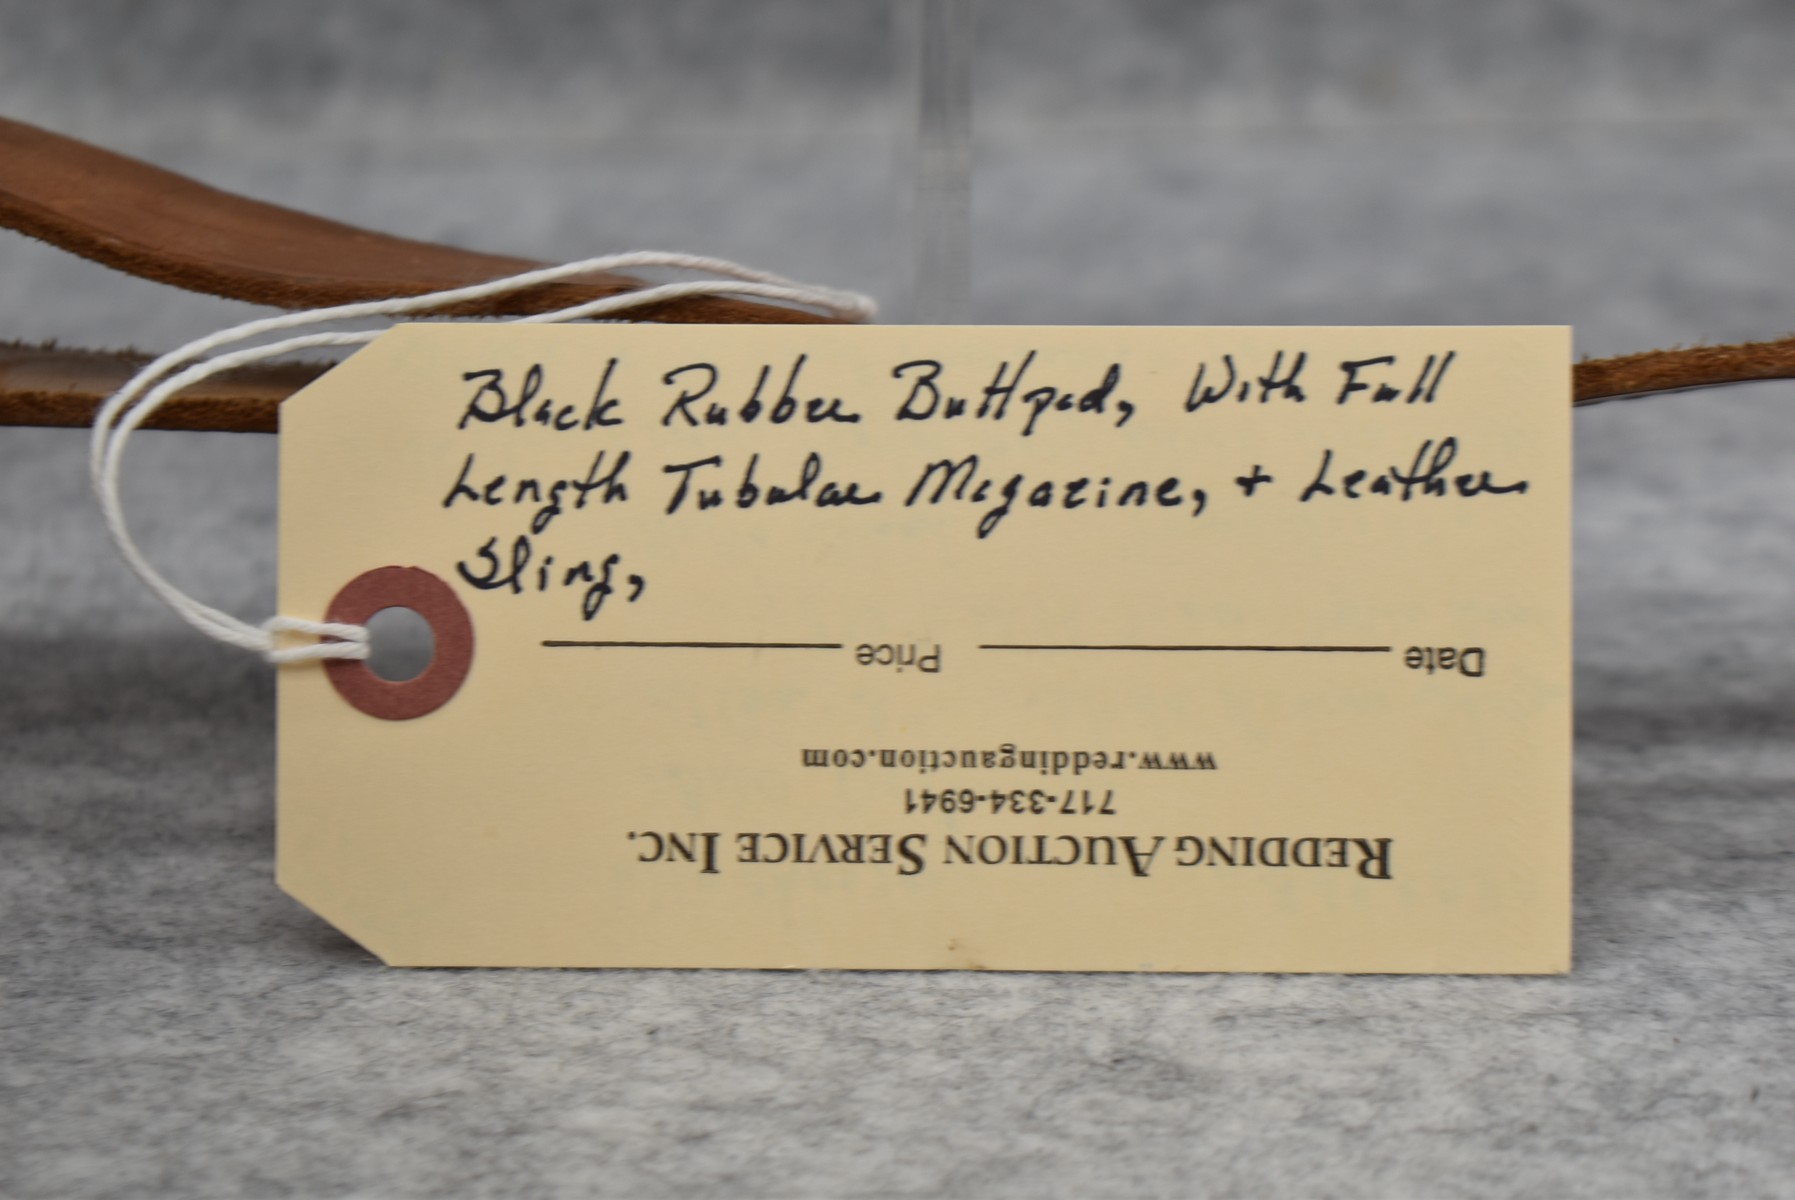 Black Rubber Buttpad, With Full
Length Tubular Magazine, + Leather
Sling,
Redding Auction Service Inc.
717-334-6941
www.reddingauction.com
Date Price